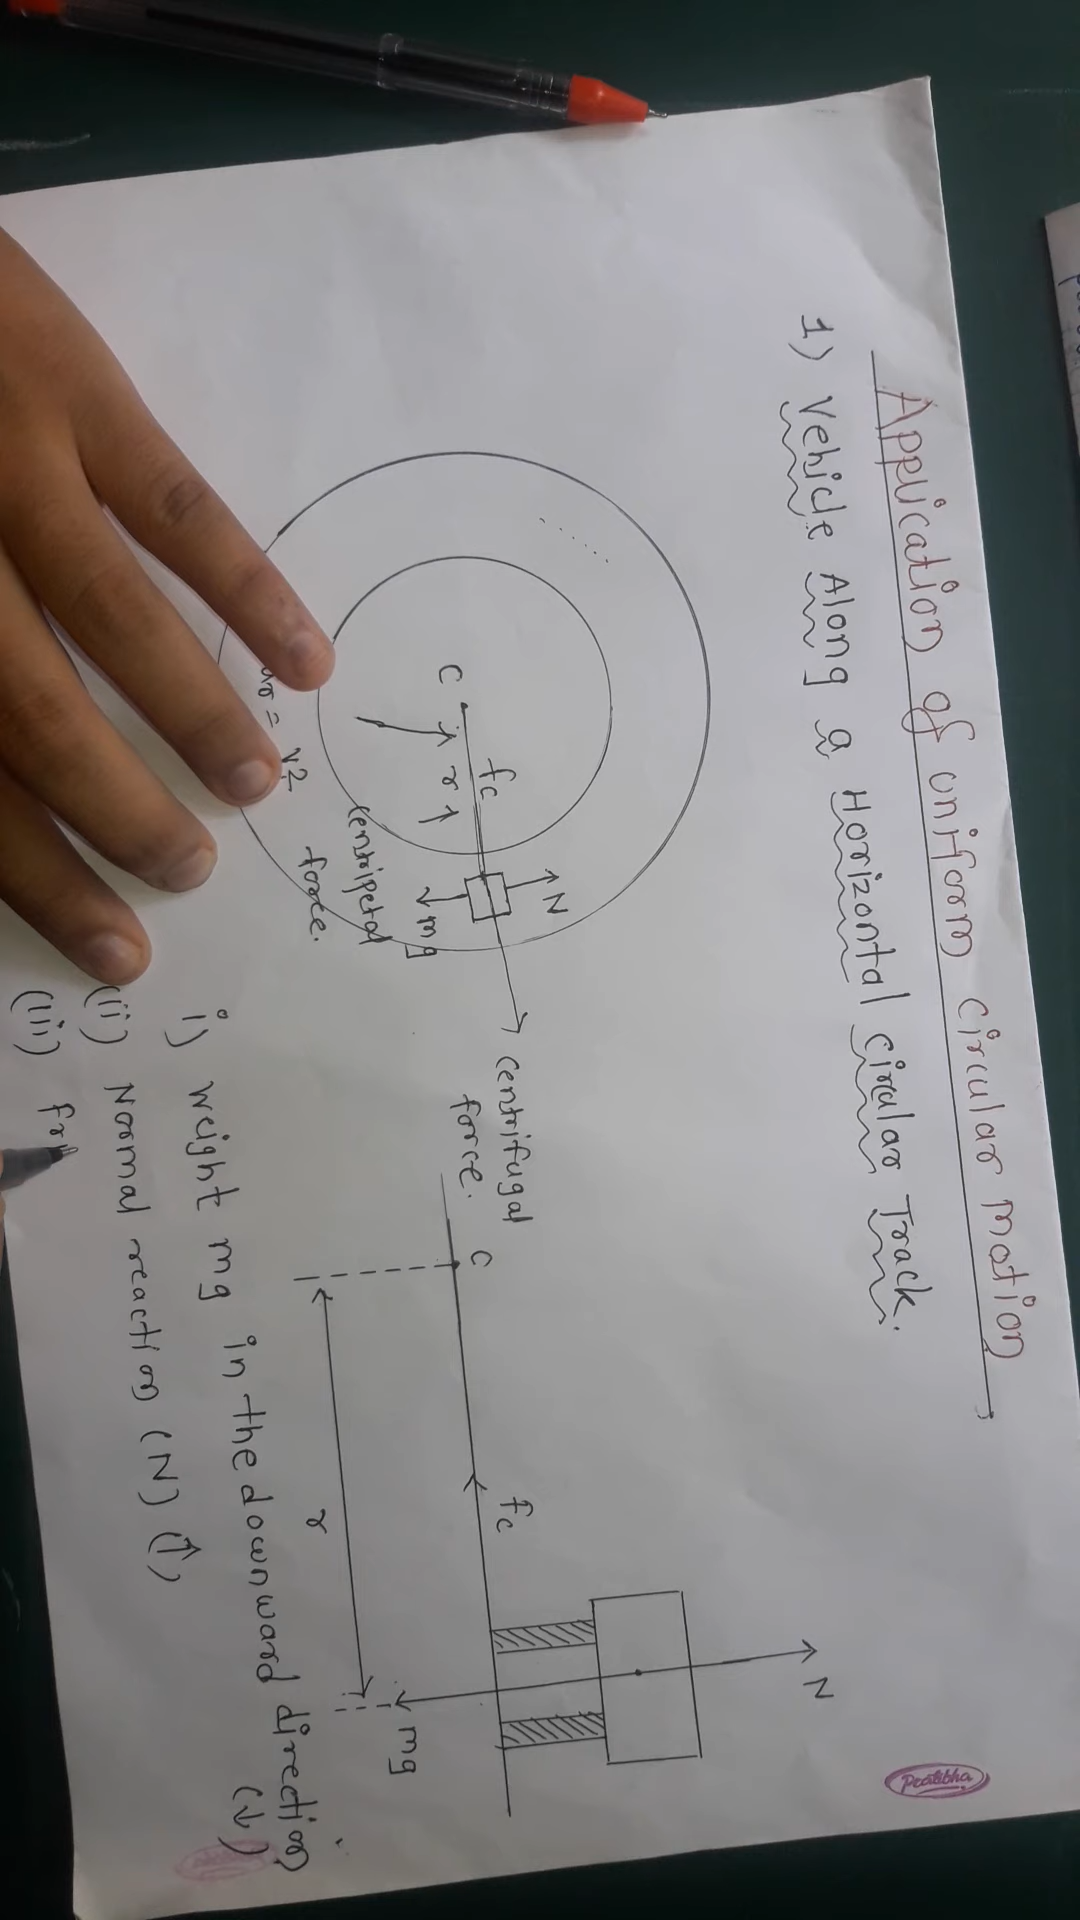 Application of uniform circular motion
1) Vehicle Along a Horizontal circular Track.
N
fc
C
r
mg
centrifugal
force.
centripetal
force.
= v2
N
C
fc
r
mg
i) weight mg in the downward direction
(↓)
(ii) Normal reaction (N) (↑)
(iii) fri
Pratibha